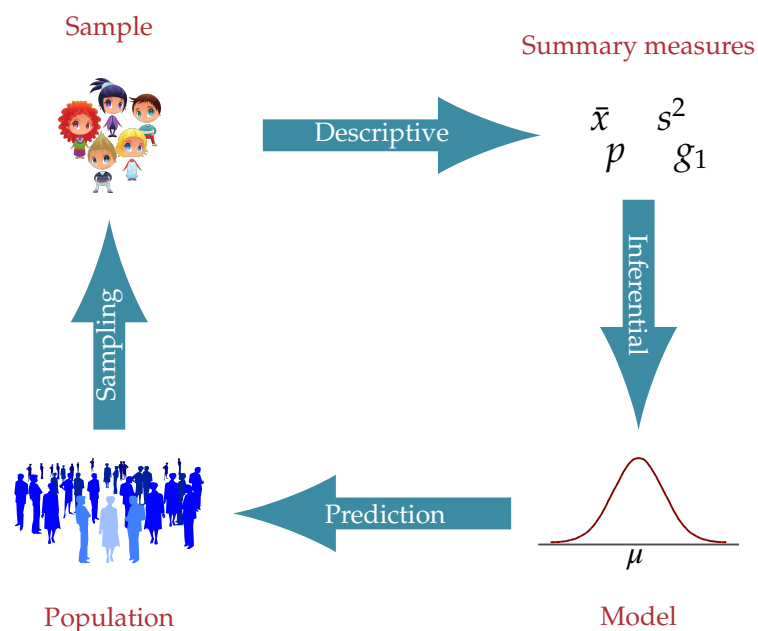 Sample
Summary measures
Descriptive
x̄ s²
p g₁
Sampling
Inferential
Prediction
μ
Population
Model